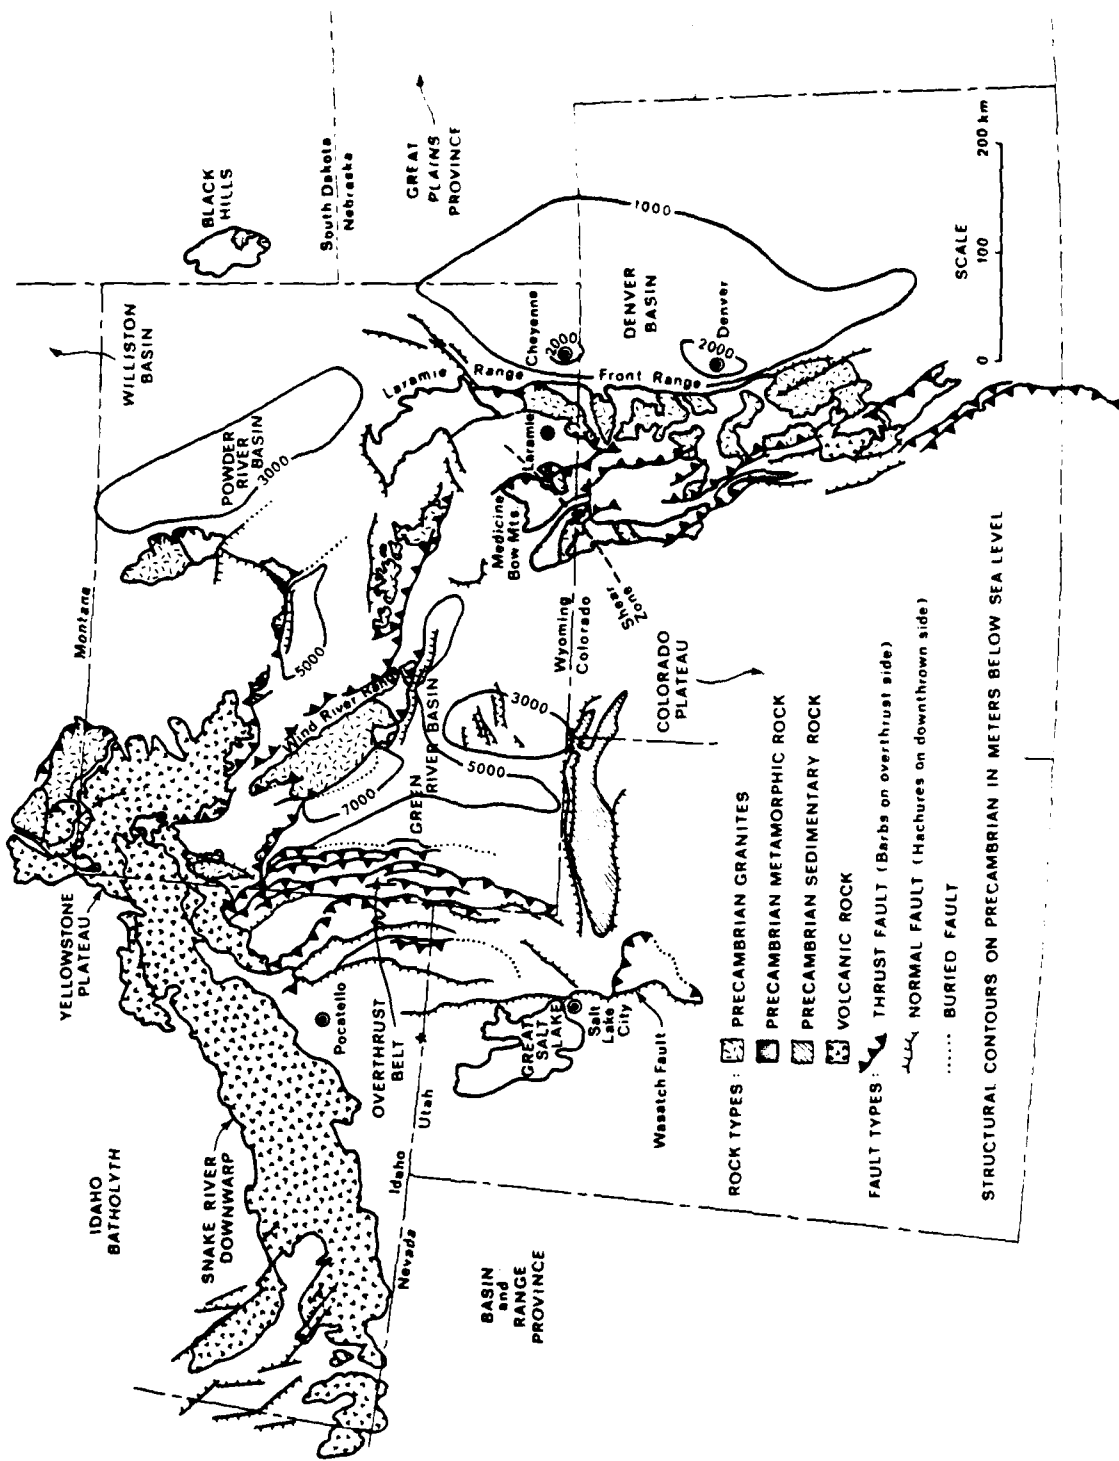 IDAHO
BATHOLYTH
SNAKE RIVER
DOWNWARP
YELLOWSTONE
PLATEAU
Montana
WILLISTON
BASIN
BLACK
HILLS
POWDER
RIVER
BASIN
3000
South Dakota
Nebraska
GREAT
PLAINS
PROVINCE
5000
Wind River Range
Laramie Range
Pocatello
OVERTHRUST
BELT
7000
GREEN
RIVER BASIN
Idaho
Utah
Nevada
5000
3000
Medicine
Bow Mts.
Laramie
Cheyenne
2000
1000
Wyoming
Colorado
Shear
Zone
Front Range
DENVER
BASIN
2000
Denver
BASIN
and
RANGE
PROVINCE
GREAT
SALT
LAKE
Salt
Lake
City
Wasatch Fault
COLORADO
PLATEAU
ROCK TYPES:
PRECAMBRIAN GRANITES
PRECAMBRIAN METAMORPHIC ROCK
PRECAMBRIAN SEDIMENTARY ROCK
VOLCANIC ROCK
FAULT TYPES:
THRUST FAULT (Barbs on overthrust side)
NORMAL FAULT (Hachures on downthrown side)
BURIED FAULT
STRUCTURAL CONTOURS ON PRECAMBRIAN IN METERS BELOW SEA LEVEL
SCALE
0 100 200 km